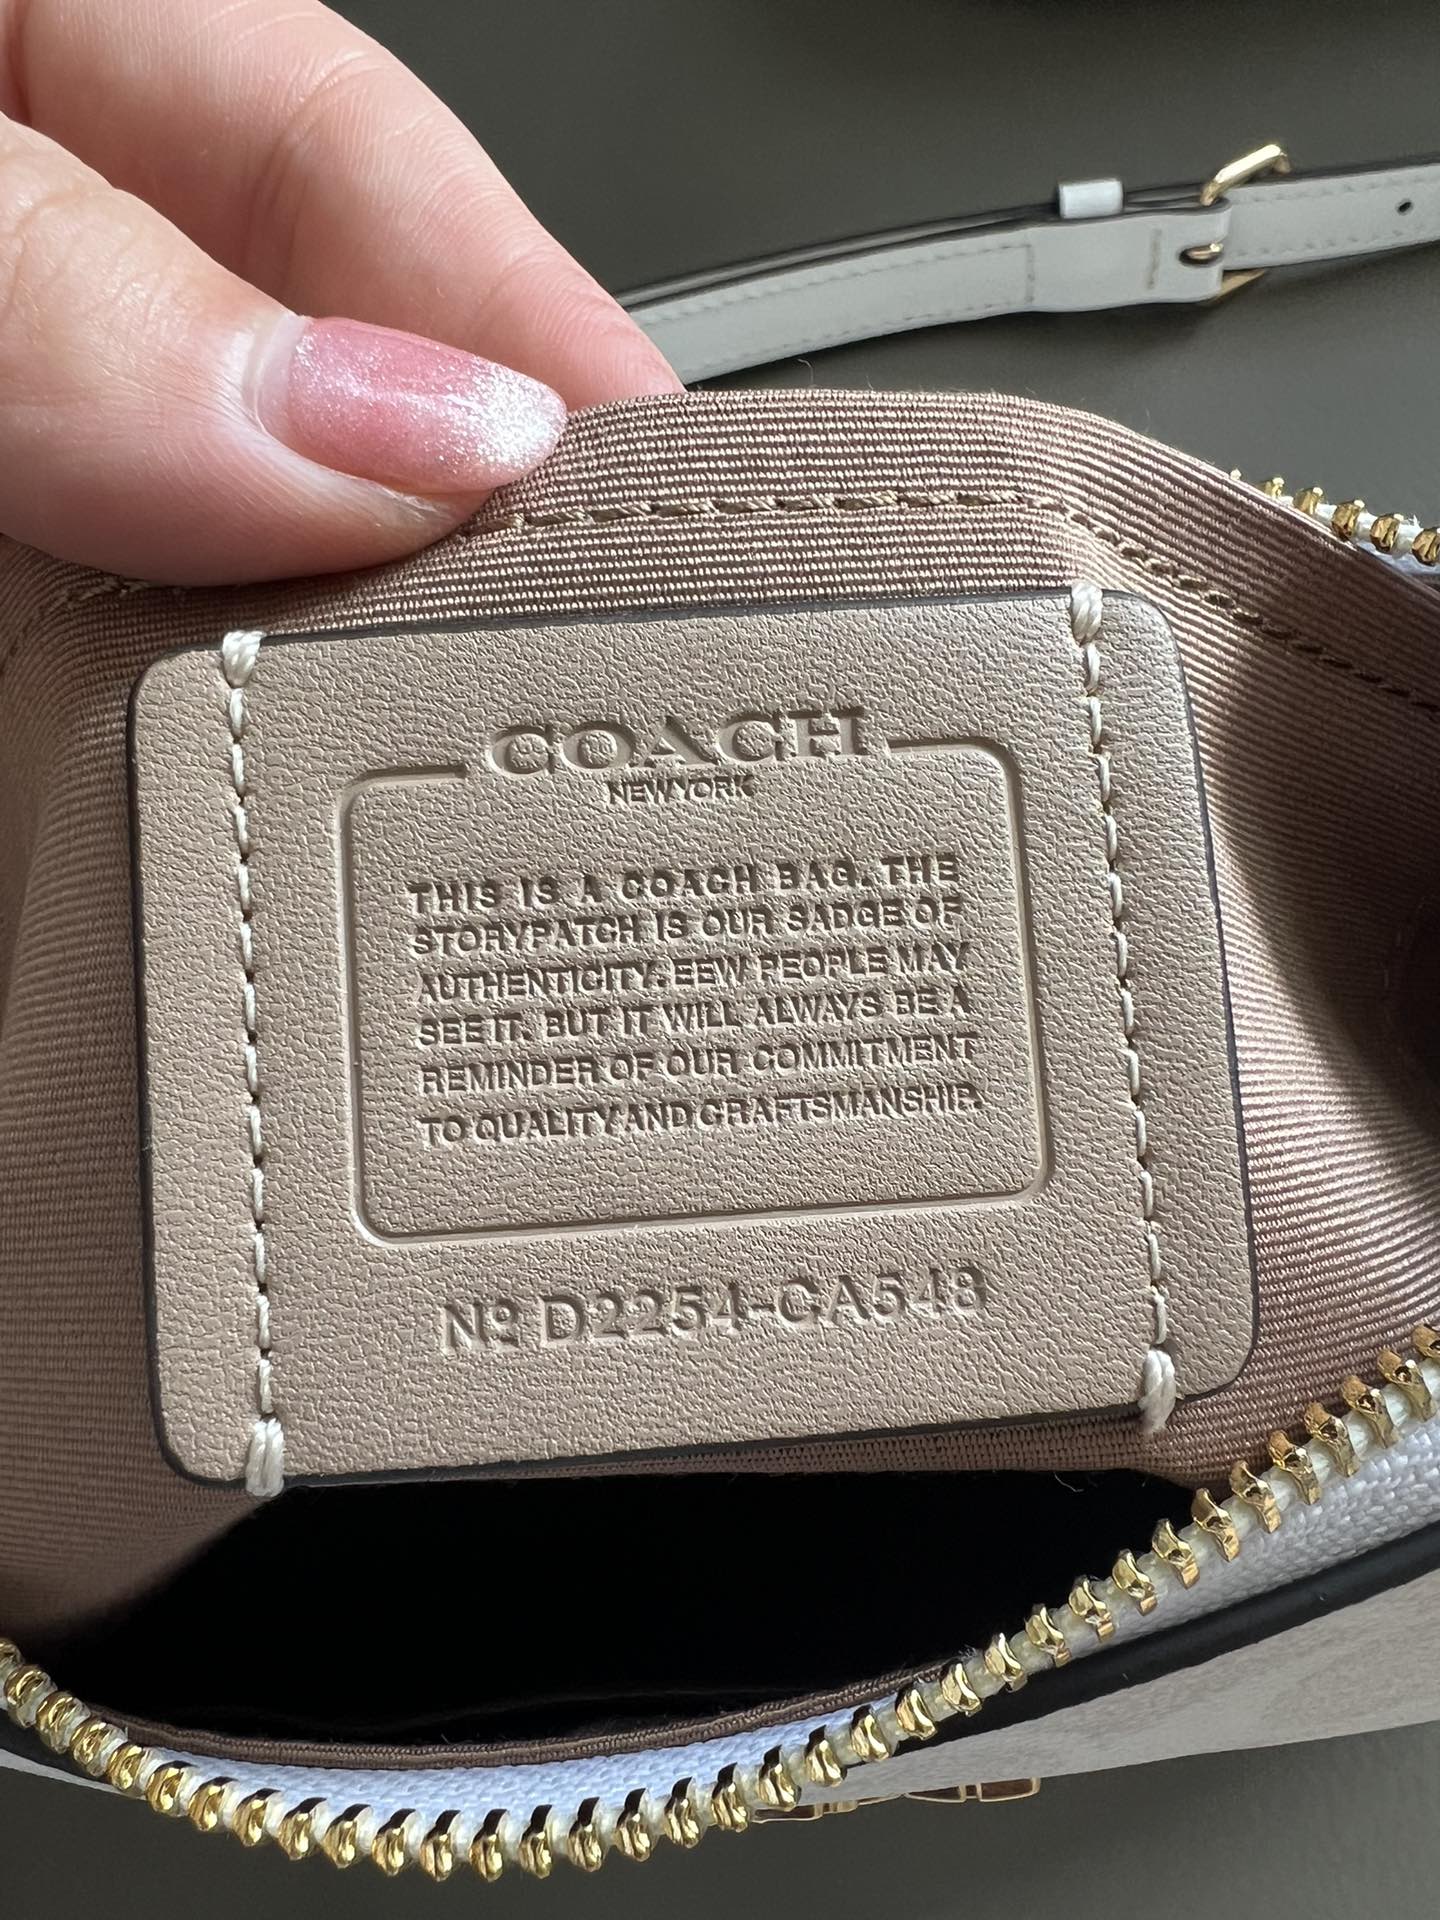 COACH
NEW YORK
THIS IS A COACH BAG. THE
STORYPATCH IS OUR SADGE OF
AUTHENTICITY. EEW PEOPLE MAY
SEE IT. BUT IT WILL ALWAYS BE A
REMINDER OF OUR COMMITMENT
TO QUALITY AND CRAFTSMANSHIP.
Nº D2254-CA548